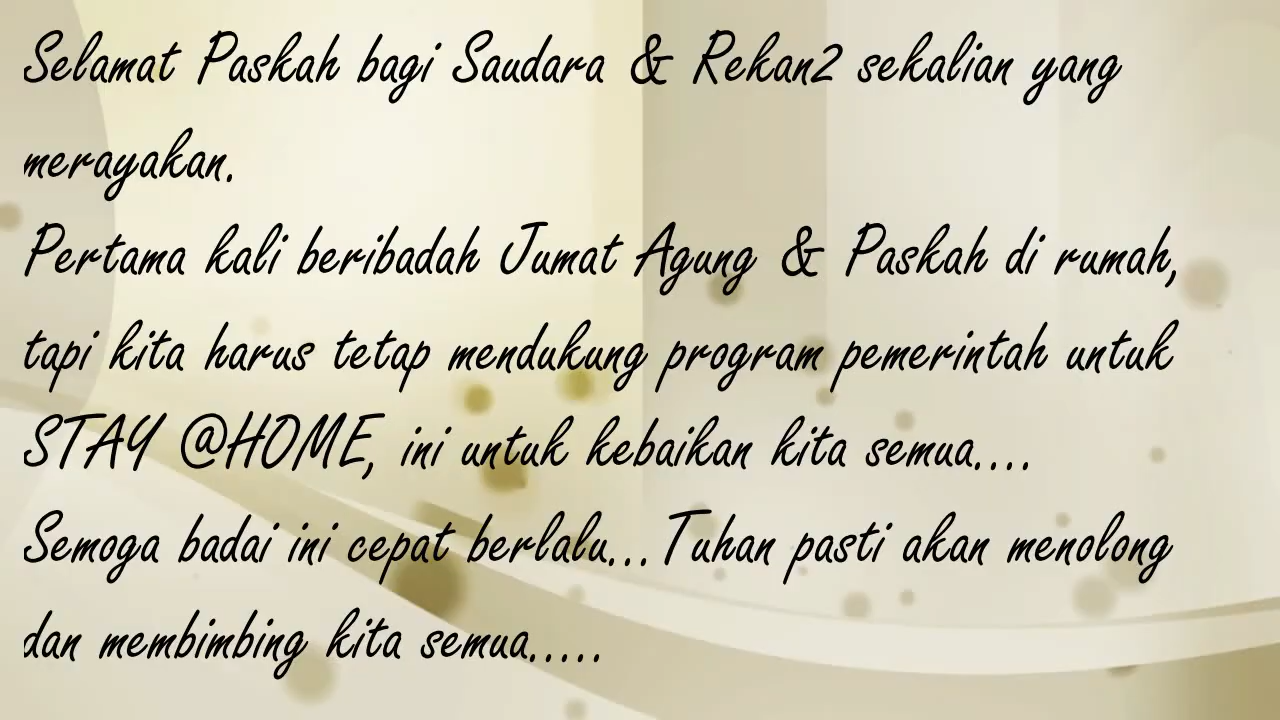 Selamat Paskah bagi Saudara & Rekan2 sekalian yang
merayakan.
Pertama kali beribadah Jumat Agung & Paskah di rumah,
tapi kita harus tetap mendukung program pemerintah untuk
STAY @HOME, ini untuk kebaikan kita semua....
Semoga badai ini cepat berlalu...Tuhan pasti akan menolong
dan membimbing kita semua.....